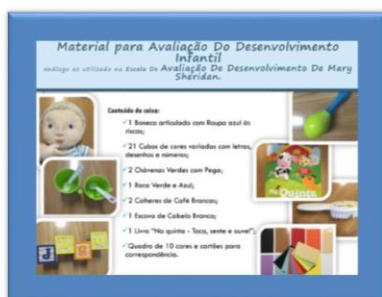 Material para Avaliação Do Desenvolvimento
Infantil
análogo ao utilizado na Escala De Avaliação De Desenvolvimento De Mary
Sheridan.
Conteúdo da caixa:
✓1 Boneco articulado com Roupa azul às
riscas;
✓21 Cubos de cores variadas com letras,
desenhos e números;
✓2 Chávenas Verdes com Pega;
✓1 Roca Verde e Azul;
✓2 Colheres de Café Brancas;
✓1 Escova de Cabelo Branca;
✓1 Livro "Na quinta - Toca, sente e ouve!";
✓Quadro de 10 cores e cartões para
correspondência.
Quinta